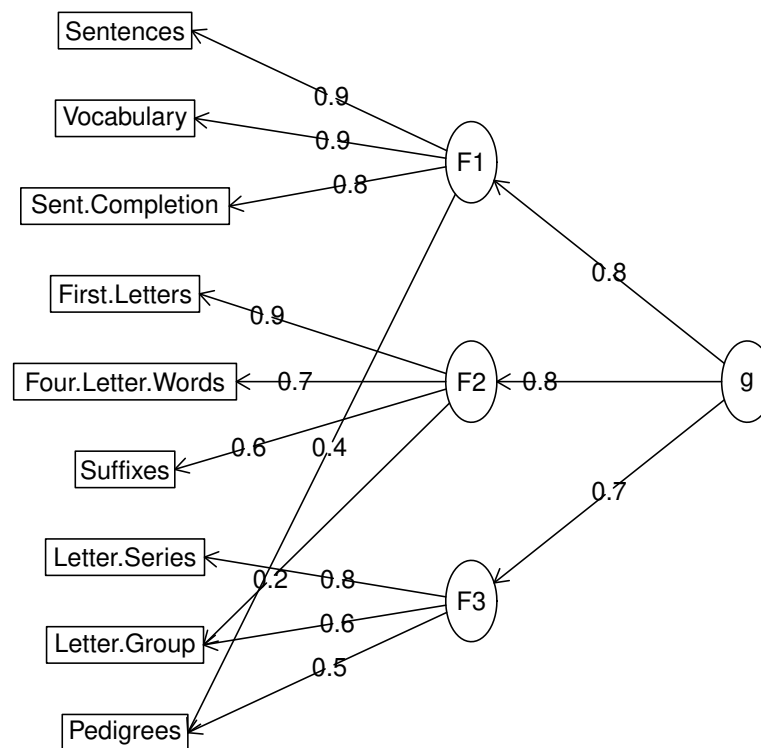 Sentences
0.9
Vocabulary
0.9
F1
Sent.Completion
0.8
0.8
First.Letters
0.9
Four.Letter.Words
0.7
F2
0.8
g
Suffixes
0.6
0.4
0.7
Letter.Series
0.2
0.8
F3
Letter.Group
0.6
0.5
Pedigrees